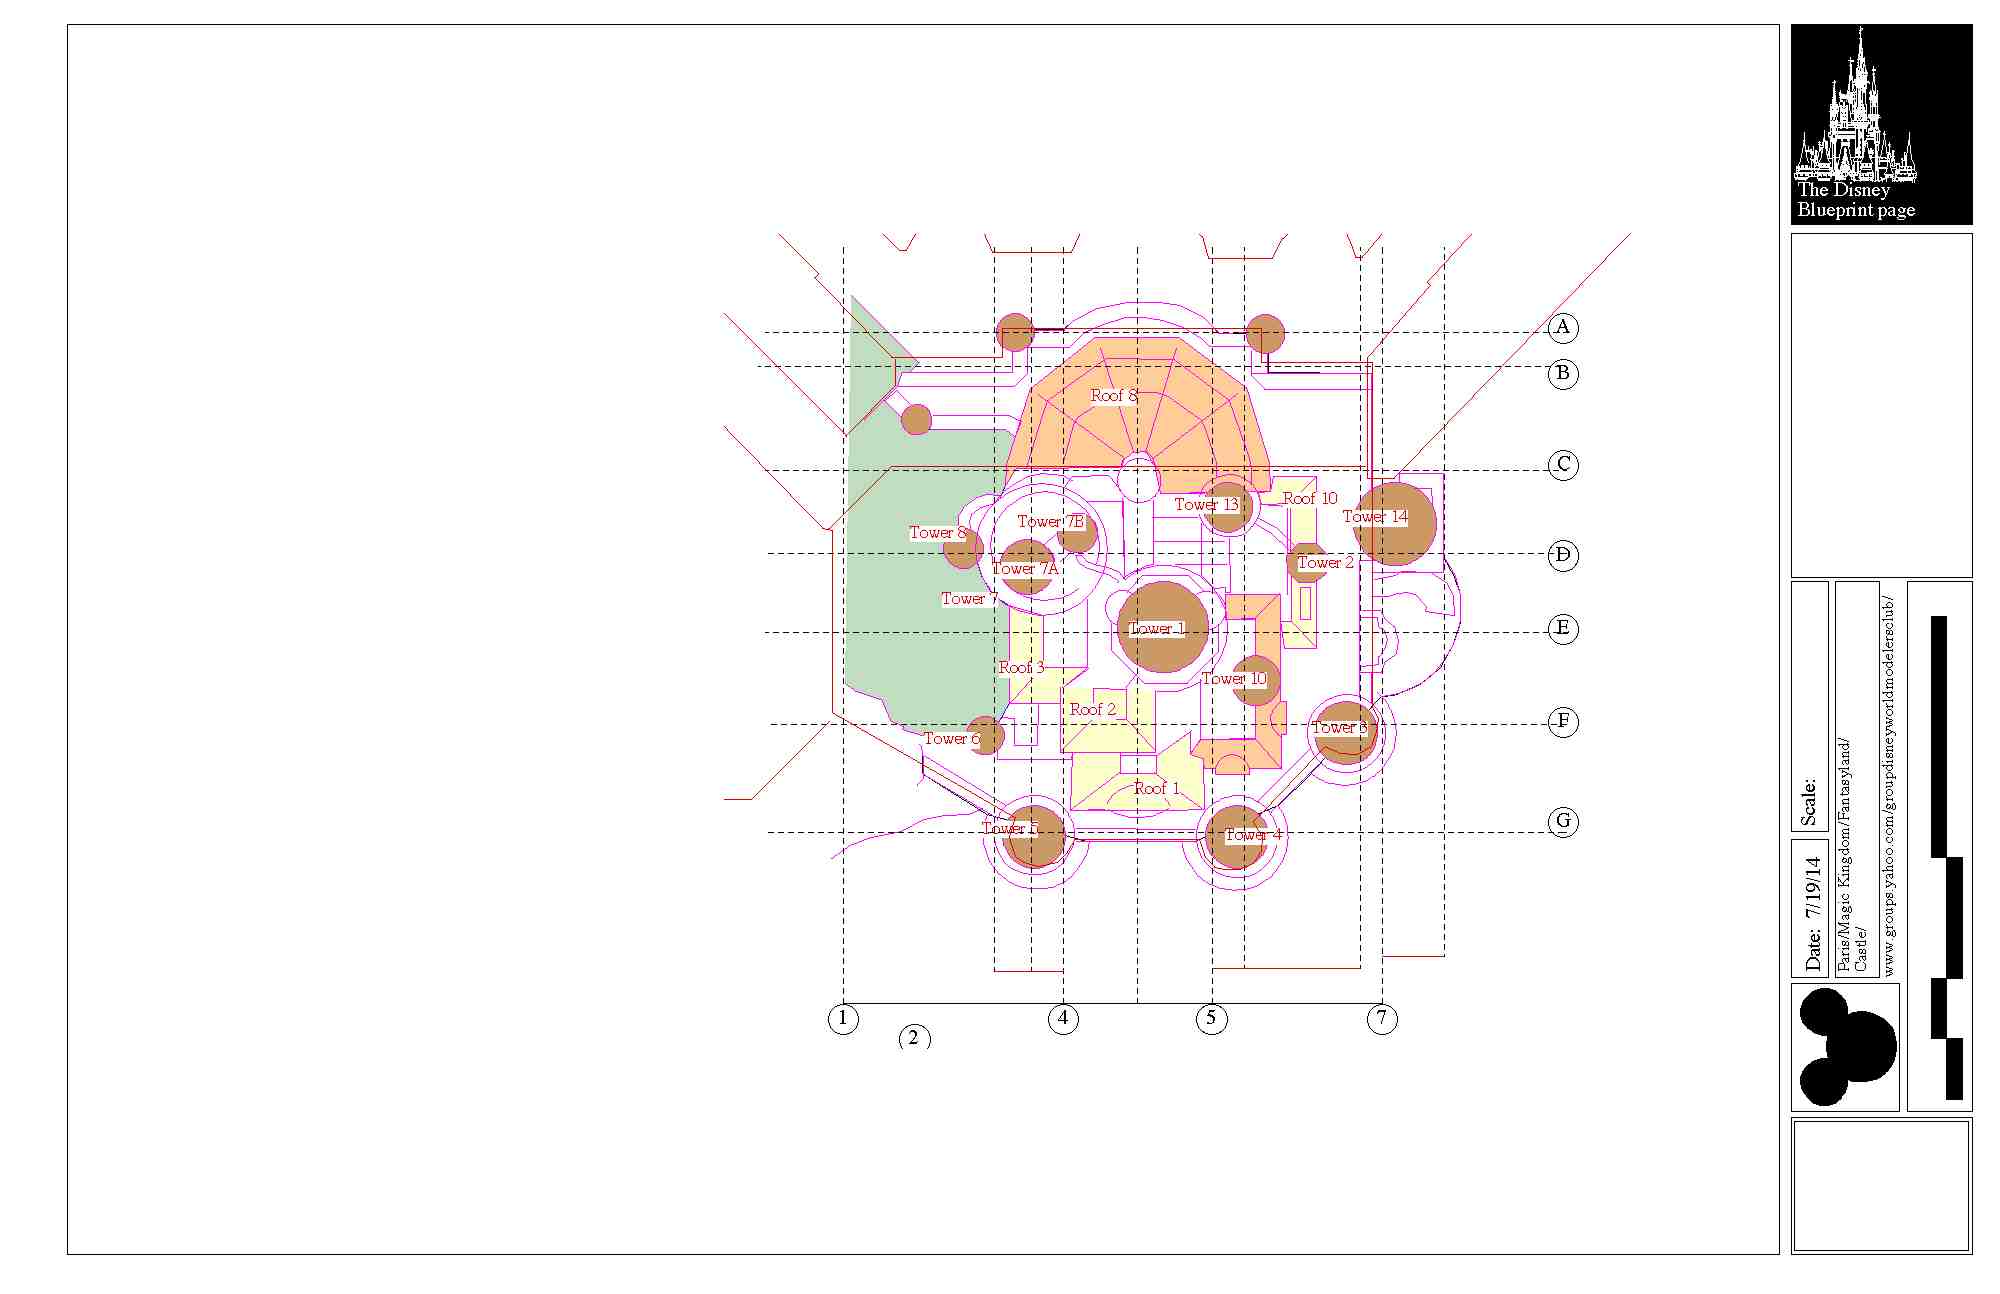 The Disney
Blueprint page
A
B
Roof 8
C
Tower 13
Roof 10
Tower 14
Tower 7B
Tower 8
D
Tower 7A
Tower 2
Tower 7
Tower 1
E
Roof 3
Tower 10
Roof 2
F
Tower 3
Tower 6
Roof 1
G
Tower 5
Tower 4
1
2
4
5
7
Scale:
Date: 7/19/14
Paris/Magic Kingdom/Fantasyland/
Castle/
www.groups.yahoo.com/groupdisneyworldmodelersclub/